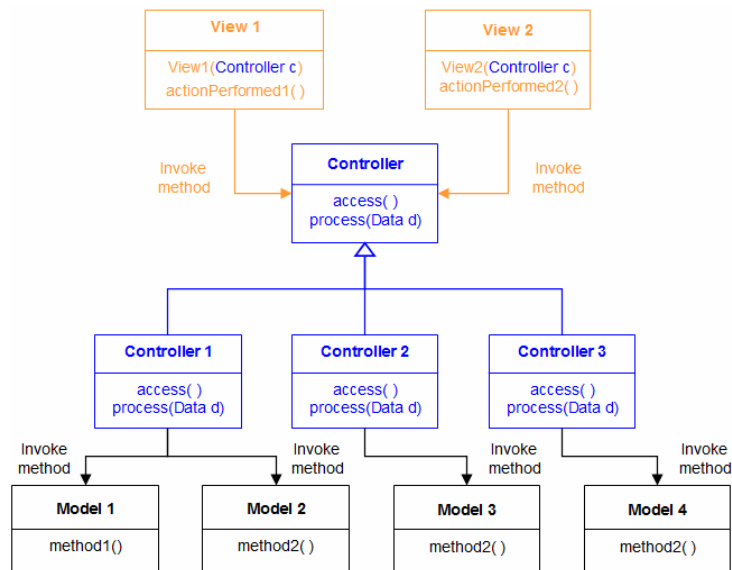 View 1
View1(Controller c)
actionPerformed1( )
View 2
View2(Controller c)
actionPerformed2( )
Invoke
method
Controller
access( )
process(Data d)
Invoke
method
Controller 1
access( )
process(Data d)
Controller 2
access( )
process(Data d)
Controller 3
access( )
process(Data d)
Invoke
method
Invoke
method
Invoke
method
Invoke
method
Model 1
method1()
Model 2
method2( )
Model 3
method2( )
Model 4
method2( )